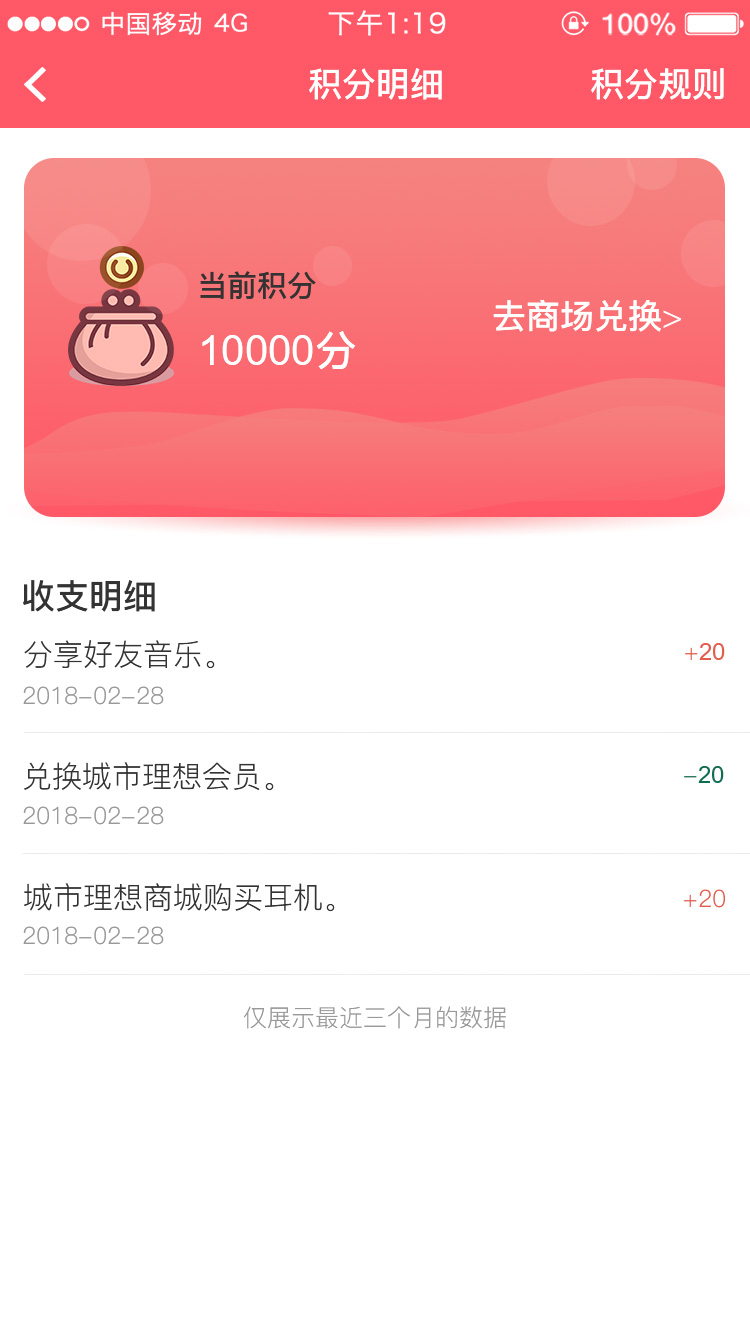 中国移动 4G 下午1:19 100%
积分明细 积分规则
当前积分
10000分
去商场兑换>
收支明细
分享好友音乐。 +20
2018-02-28
兑换城市理想会员。 -20
2018-02-28
城市理想商城购买耳机。 +20
2018-02-28
仅展示最近三个月的数据